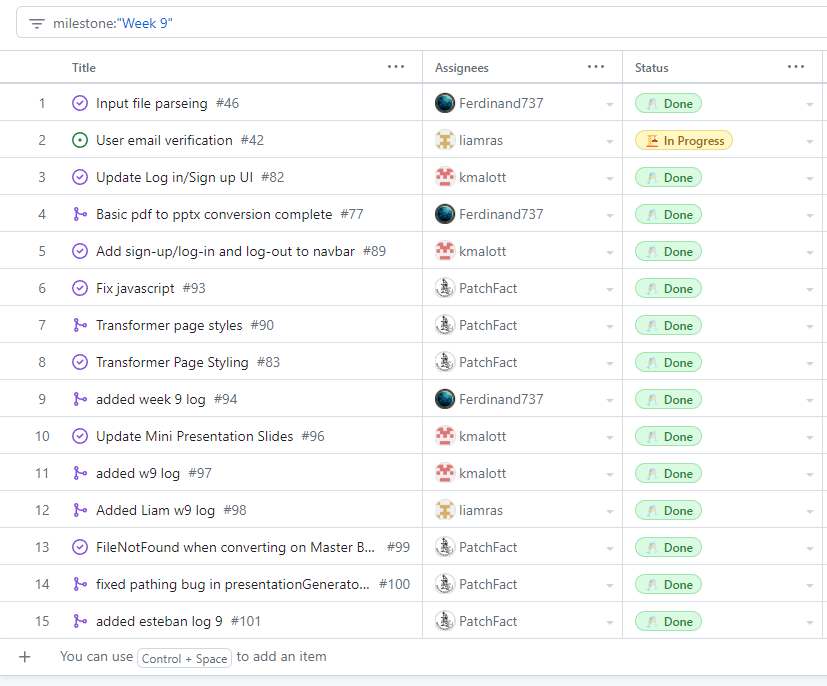 milestone:"Week 9"
Title ... Assignees ... Status ...
1 Input file parseing #46 Ferdinand737 Done
2 User email verification #42 liamras In Progress
3 Update Log in/Sign up UI #82 kmalott Done
4 Basic pdf to pptx conversion complete #77 Ferdinand737 Done
5 Add sign-up/log-in and log-out to navbar #89 kmalott Done
6 Fix javascript #93 PatchFact Done
7 Transformer page styles #90 PatchFact Done
8 Transformer Page Styling #83 PatchFact Done
9 added week 9 log #94 Ferdinand737 Done
10 Update Mini Presentation Slides #96 kmalott Done
11 added w9 log #97 kmalott Done
12 Added Liam w9 log #98 liamras Done
13 FileNotFound when converting on Master B... #99 PatchFact Done
14 fixed pathing bug in presentationGenerato... #100 PatchFact Done
15 added esteban log 9 #101 PatchFact Done
+ You can use Control + Space to add an item